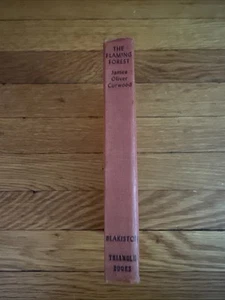 THE
FLAMING
FOREST
James
Oliver
Curwood
BLAKISTON
TRIANGLE
BOOKS